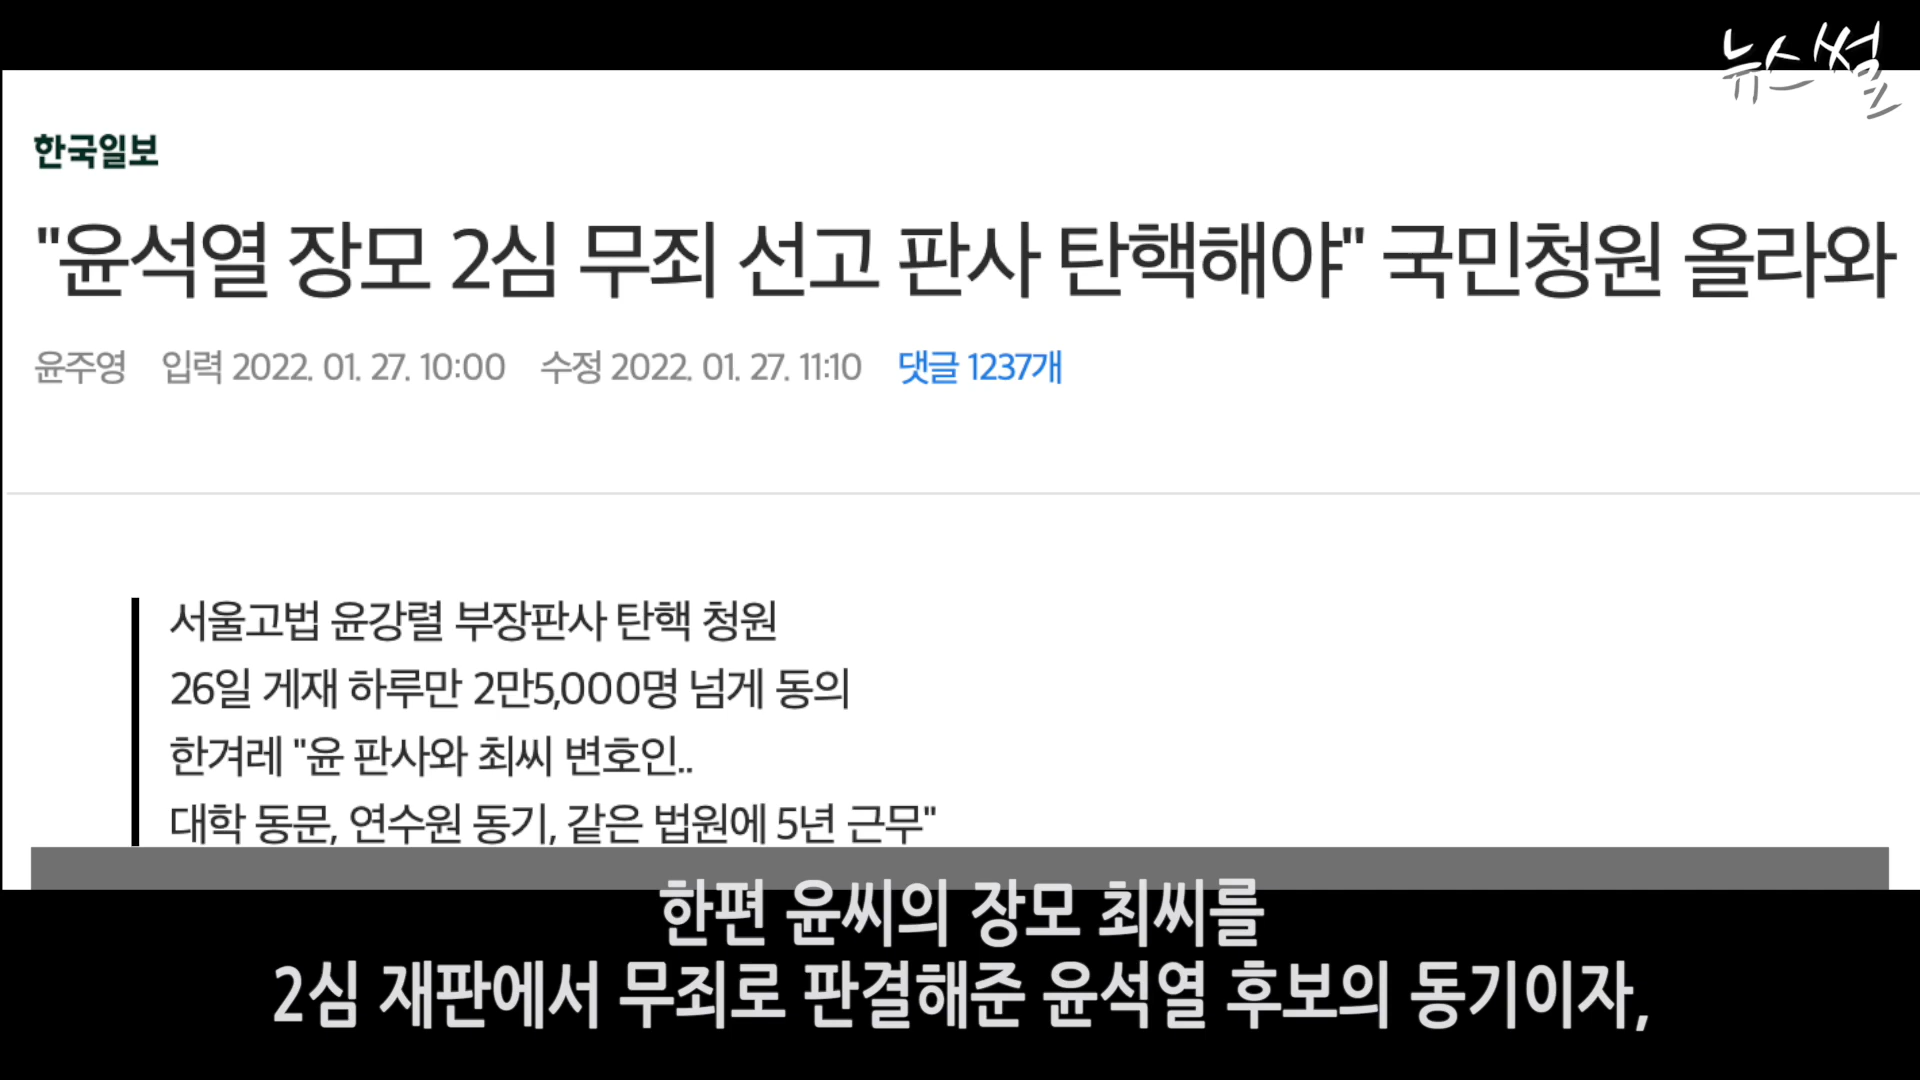 뉴스썰
한국일보
"윤석열 장모 2심 무죄 선고 판사 탄핵해야" 국민청원 올라와
윤주영 입력 2022. 01. 27. 10:00 수정 2022. 01. 27. 11:10 댓글 1237개
서울고법 윤강렬 부장판사 탄핵 청원
26일 게재 하루만 2만5,000명 넘게 동의
한겨레 "윤 판사와 최씨 변호인..
대학 동문, 연수원 동기, 같은 법원에 5년 근무"
한편 윤씨의 장모 최씨를
2심 재판에서 무죄로 판결해준 윤석열 후보의 동기이자,